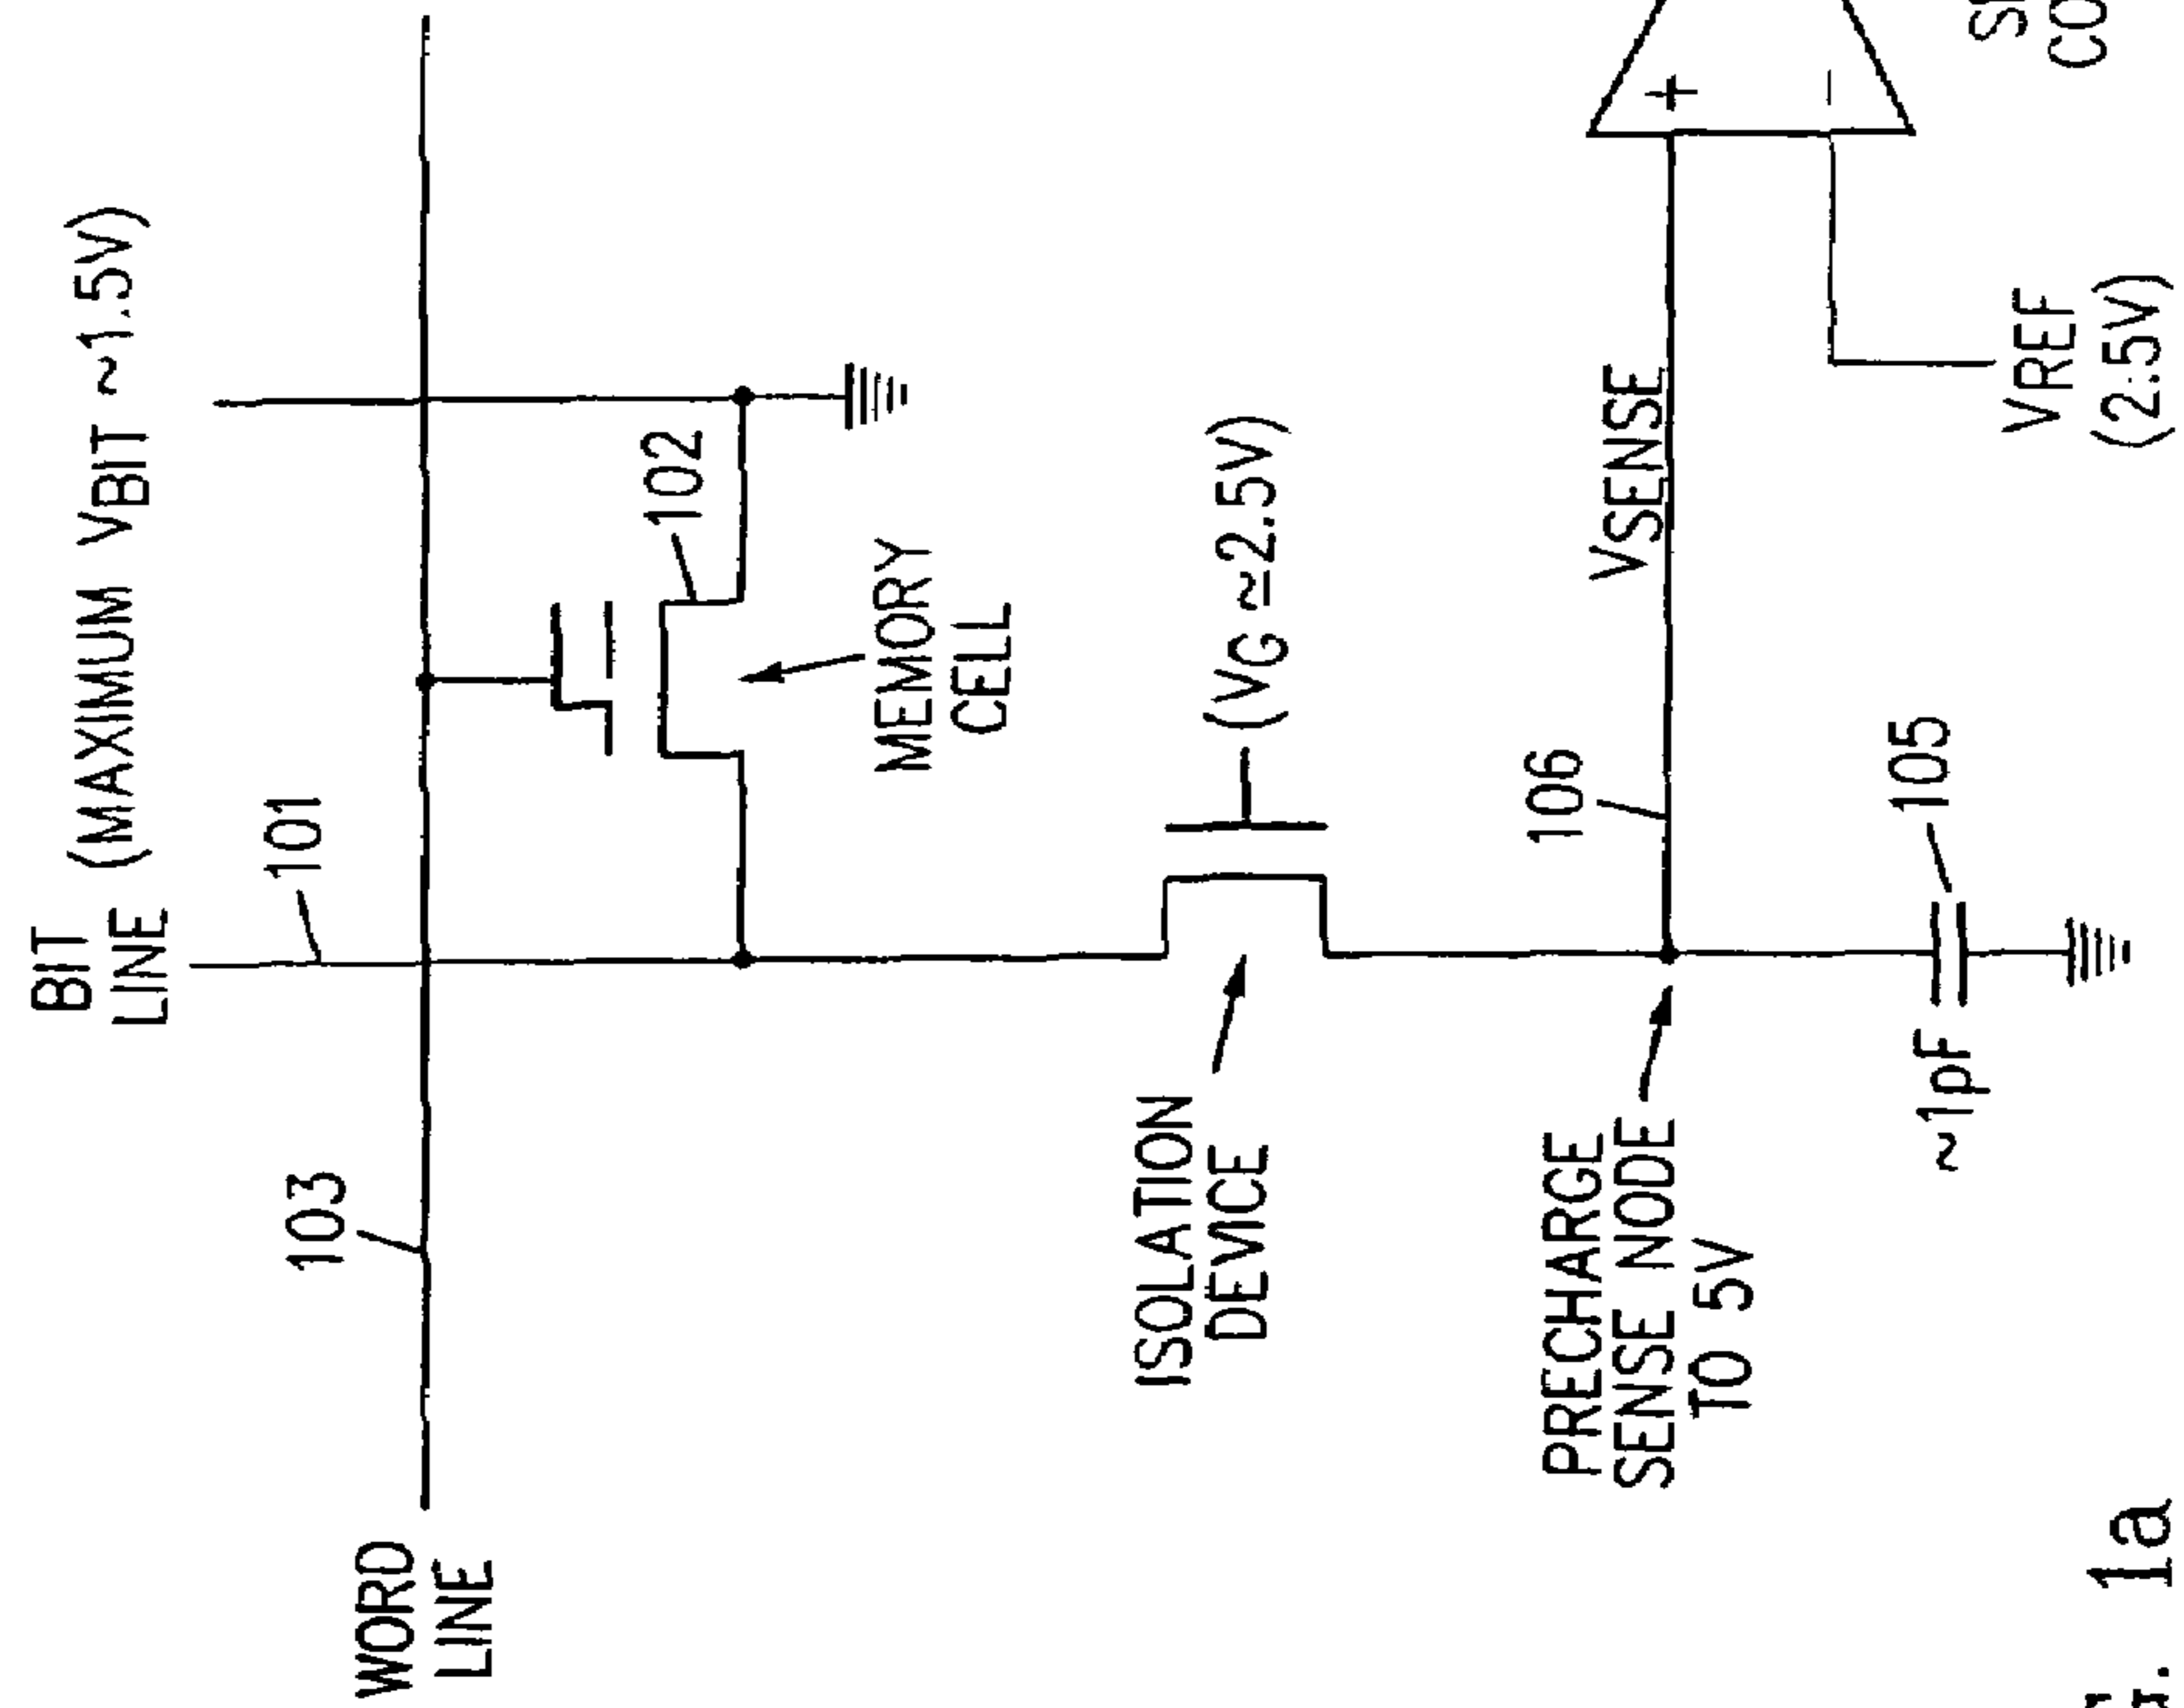 BIT
LINE (MAXIMUM VBIT ~1.5V)
101
103
WORD
LINE
102
MEMORY
CELL
ISOLATION
DEVICE
(VG ≃2.5V)
106
VSENSE
+
−
PRECHARGE
SENSE NODE
TO 5V
~1pF
105
VREF
(2.5V)
CO
1a